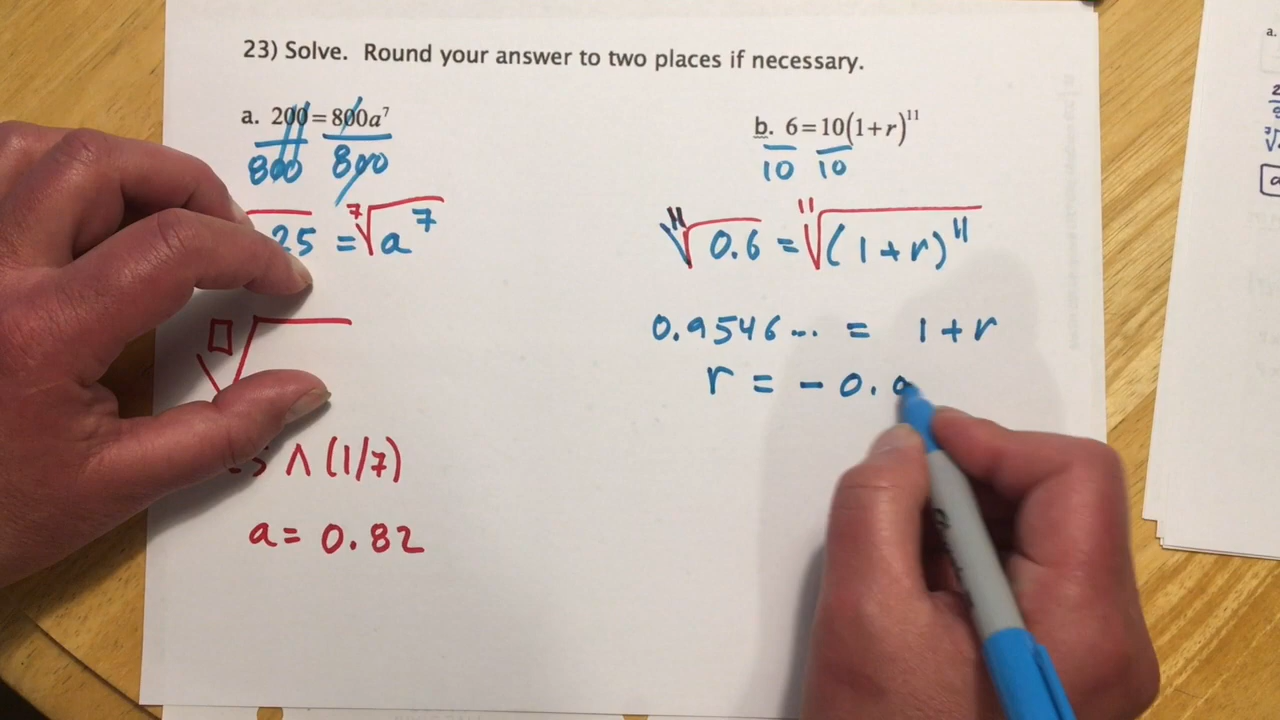 23) Solve. Round your answer to two places if necessary.
a. 200=800a⁷
800 800
25 = ⁷√a⁷
∧ (1/7)
a = 0.82
b. 6=10(1+r)¹¹
10 10
¹¹√0.6 = ¹¹√(1+r)¹¹
0.9546... = 1+r
r = -0.0
a.